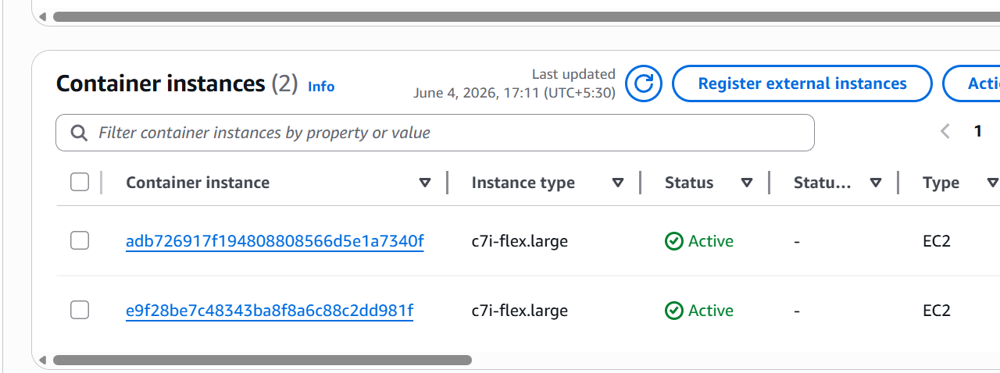 Container instances (2) Info
Last updated
June 4, 2026, 17:11 (UTC+5:30)
Register external instances
Filter container instances by property or value
1
Container instance Instance type Status Statu... Type
adb726917f194808808566d5e1a7340f c7i-flex.large Active - EC2
e9f28be7c48343ba8f8a6c88c2dd981f c7i-flex.large Active - EC2